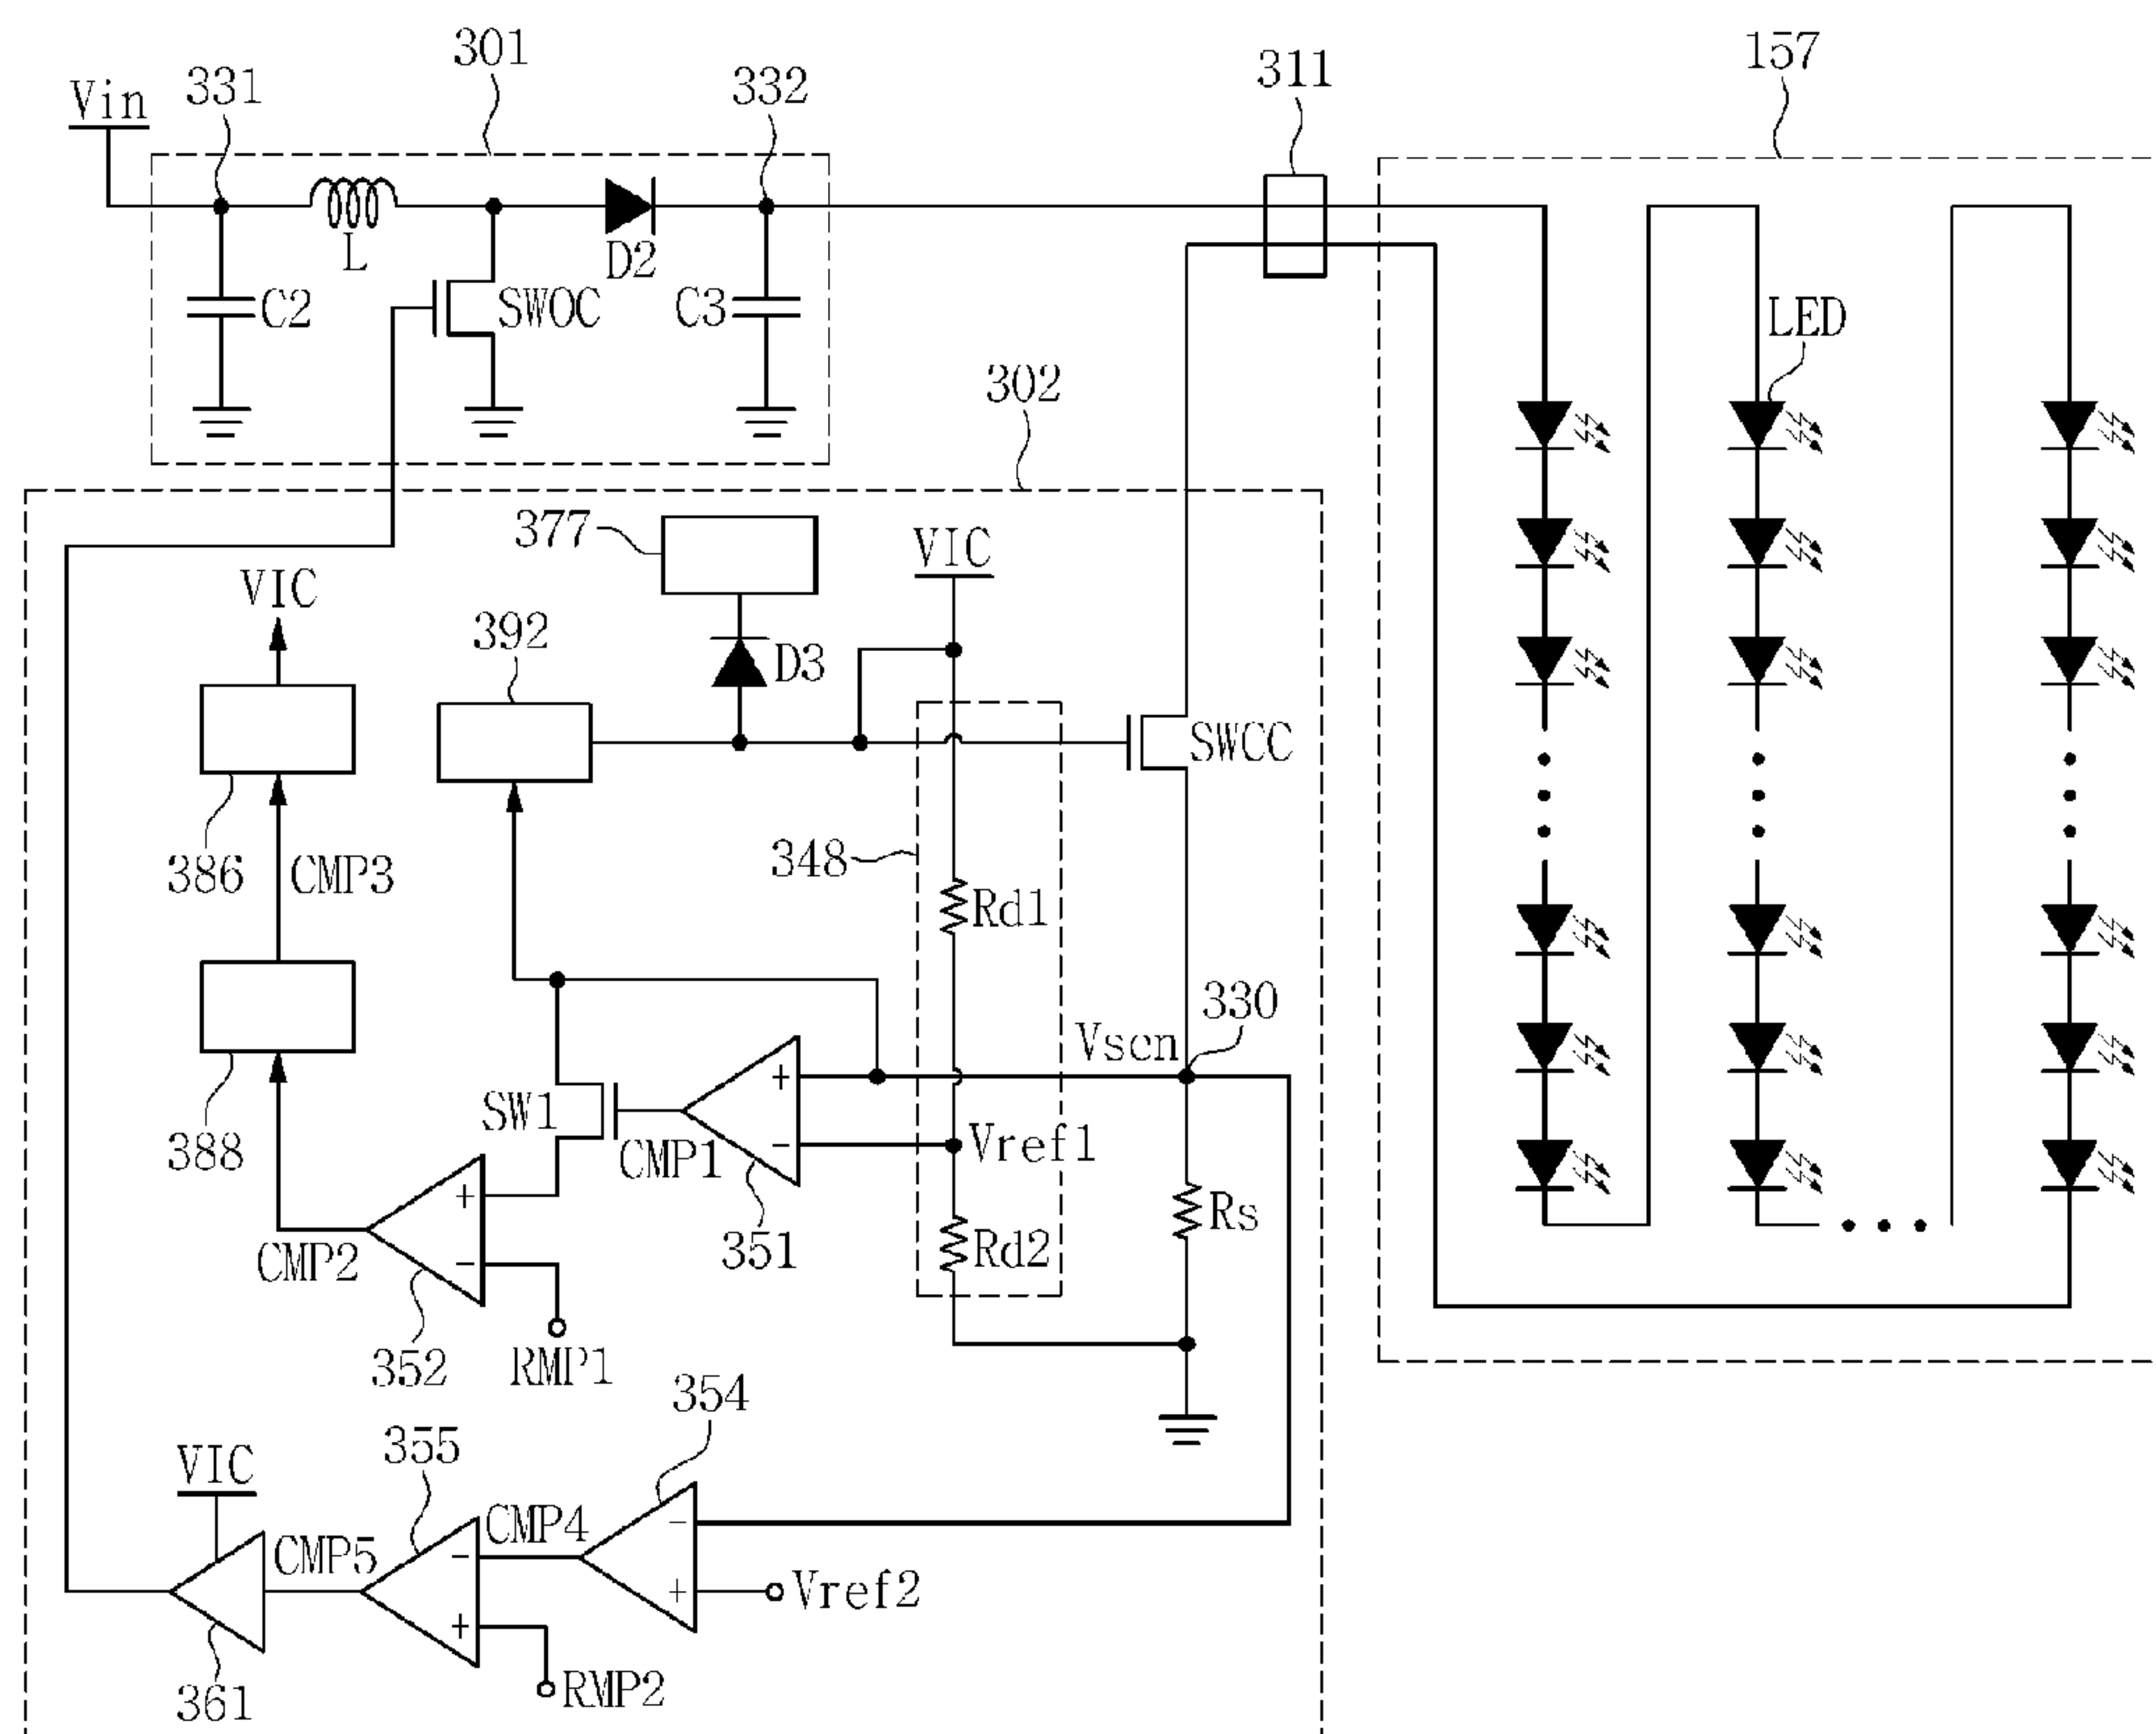 301
157
311
Vin
331
332
L
D2
C2
SWOC
C3
LED
302
377
VIC
VIC
392
D3
SWCC
348
386
CMP3
Rd1
330
Vscn
SW1
CMP1
Vref1
388
Rs
351
Rd2
CMP2
352
RMP1
354
355
VIC
CMP4
CMP5
Vref2
361
RMP2
+
-
+
-
-
+
-
+